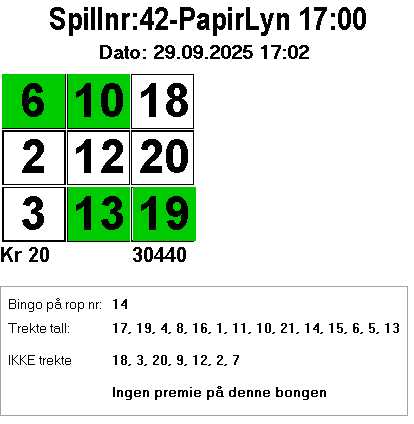 Spillnr:42-PapirLyn 17:00
Dato: 29.09.2025 17:02
6 10 18
2 12 20
3 13 19
Kr 20 30440
Bingo på rop nr: 14
Trekte tall: 17, 19, 4, 8, 16, 1, 11, 10, 21, 14, 15, 6, 5, 13
IKKE trekte 18, 3, 20, 9, 12, 2, 7
Ingen premie på denne bongen